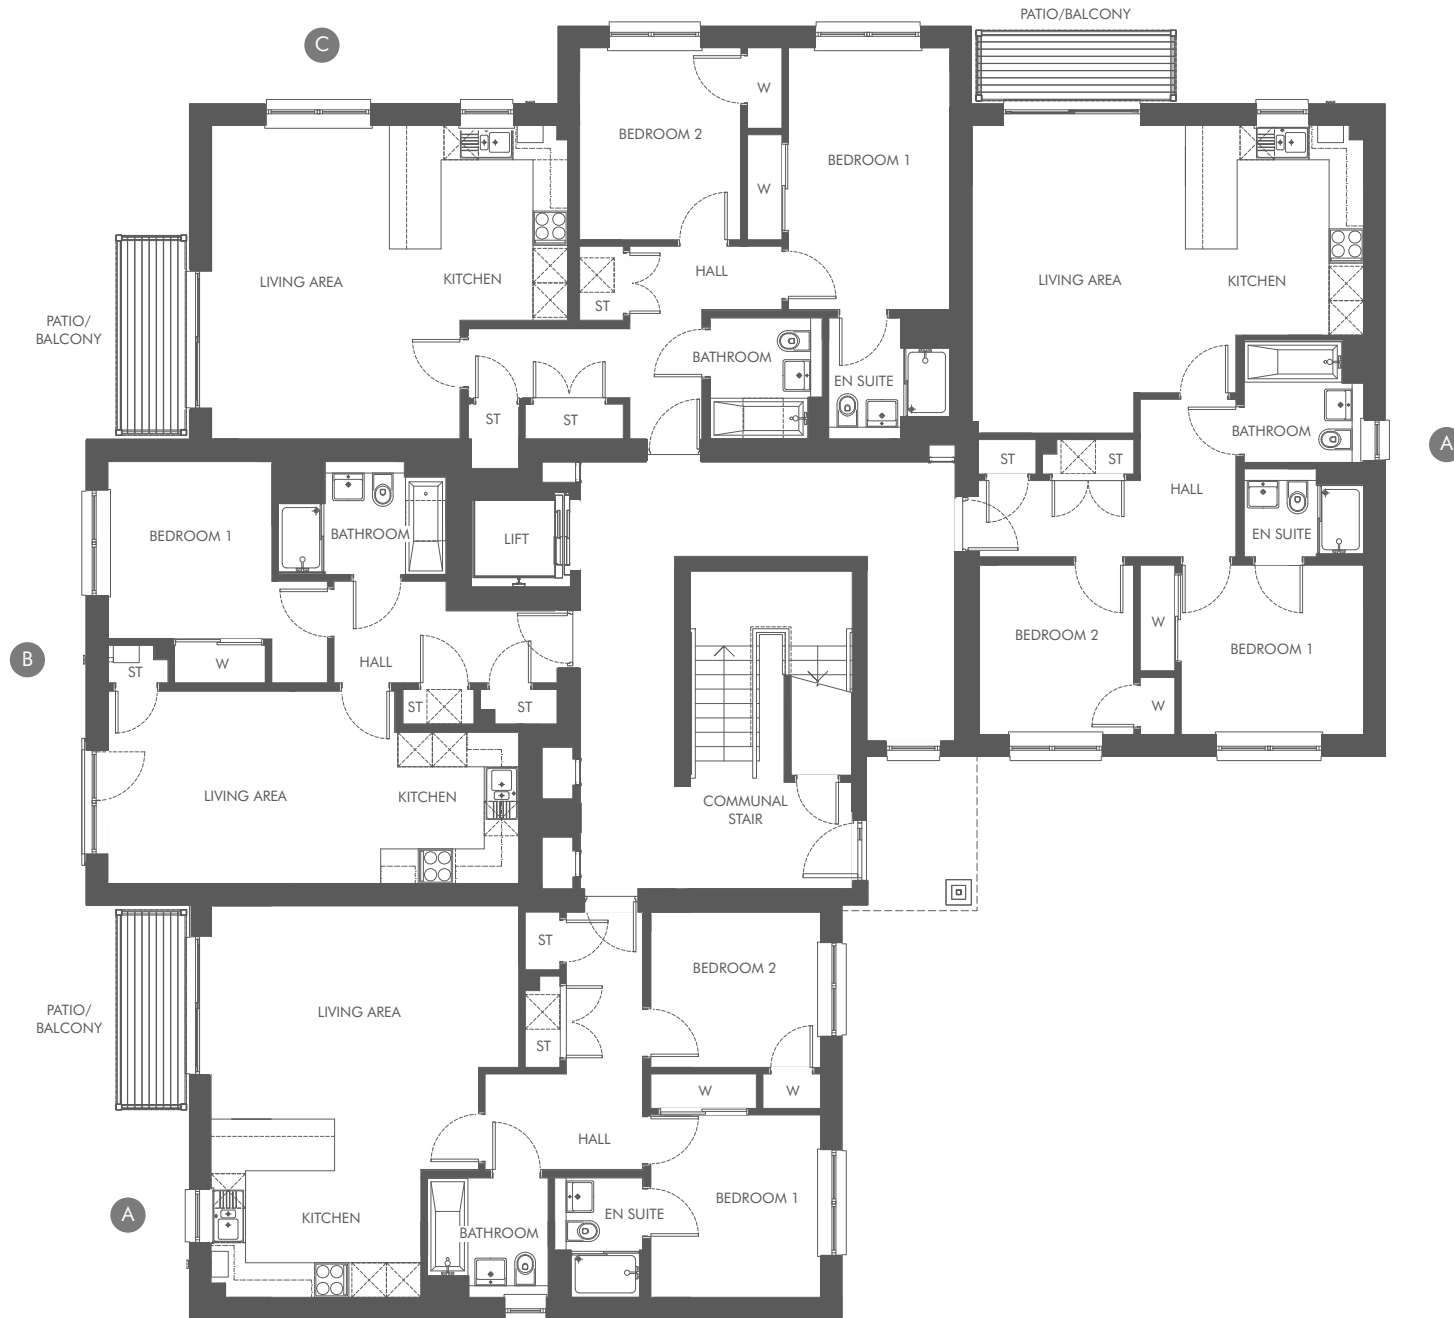 PATIO/BALCONY
C
W
BEDROOM 2
BEDROOM 1
W
HALL
LIVING AREA
KITCHEN
ST
LIVING AREA
KITCHEN
PATIO/
BALCONY
BATHROOM
EN SUITE
ST
ST
BATHROOM
A
ST
ST
HALL
BEDROOM 1
BATHROOM
LIFT
EN SUITE
W
BEDROOM 2
BEDROOM 1
B
ST
W
HALL
W
ST
ST
LIVING AREA
KITCHEN
COMMUNAL
STAIR
ST
BEDROOM 2
PATIO/
BALCONY
LIVING AREA
ST
W
W
HALL
A
KITCHEN
BATHROOM
EN SUITE
BEDROOM 1